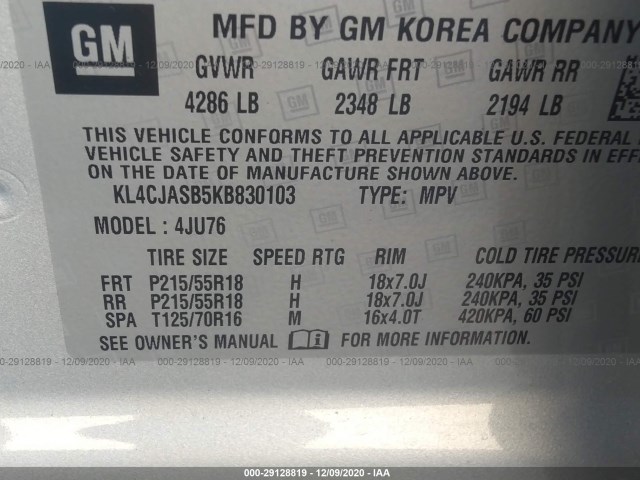 GM
MFD BY GM KOREA COMPANY
GVWR GAWR FRT GAWR RR
4286 LB 2348 LB 2194 LB
THIS VEHICLE CONFORMS TO ALL APPLICABLE U.S. FEDERAL
VEHICLE SAFETY AND THEFT PREVENTION STANDARDS IN EFF
ON THE DATE OF MANUFACTURE SHOWN ABOVE.
KL4CJASB5KB830103 TYPE: MPV
MODEL: 4JU76
TIRE SIZE SPEED RTG RIM COLD TIRE PRESSURE
FRT P215/55R18 H 18x7.0J 240KPA, 35 PSI
RR P215/55R18 H 18x7.0J 240KPA, 35 PSI
SPA T125/70R16 M 16x4.0T 420KPA, 60 PSI
SEE OWNER'S MANUAL FOR MORE INFORMATION.
000-29128819 - 12/09/2020 - IAA